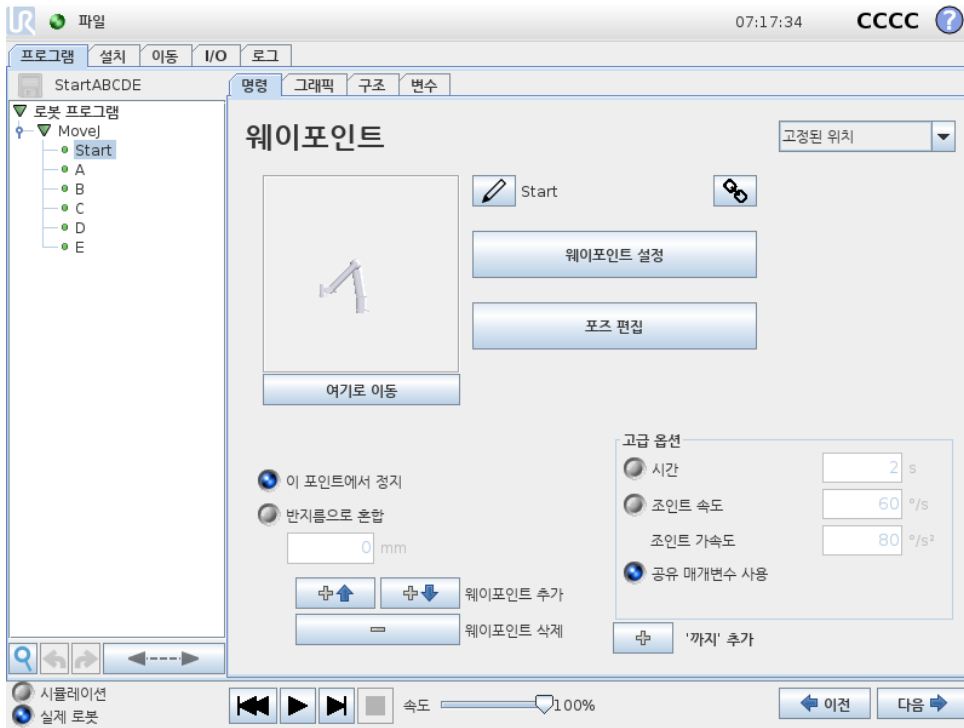 UR 파일 07:17:34 CCCC ?
프로그램 설치 이동 I/O 로그
StartABCDE
명령 그래픽 구조 변수
로봇 프로그램
MoveJ
Start
A
B
C
D
E
웨이포인트
고정된 위치
Start
웨이포인트 설정
포즈 편집
여기로 이동
이 포인트에서 정지
반지름으로 혼합
0 mm
웨이포인트 추가
웨이포인트 삭제
고급 옵션
시간 2 s
조인트 속도 60 °/s
조인트 가속도 80 °/s²
공유 매개변수 사용
'까지' 추가
시뮬레이션
실제 로봇
속도 100%
이전 다음